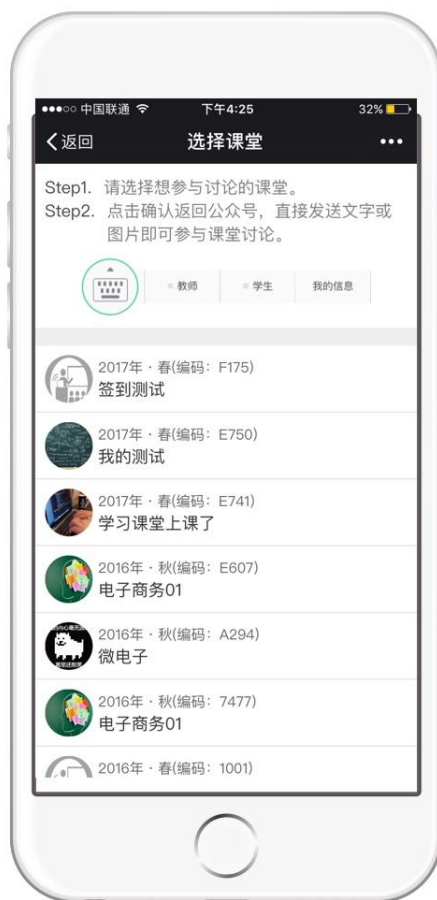 中国联通
下午4:25
32%
返回
选择课堂
Step1. 请选择想参与讨论的课堂。
Step2. 点击确认返回公众号，直接发送文字或
图片即可参与课堂讨论。
教师
学生
我的信息
2017年 · 春(编码：F175)
签到测试
2017年 · 春(编码：E750)
我的测试
2017年 · 春(编码：E741)
学习课堂上课了
2016年 · 秋(编码：E607)
电子商务01
2016年 · 秋(编码：A294)
微电子
2016年 · 秋(编码：7477)
电子商务01
2016年 · 春(编码：1001)